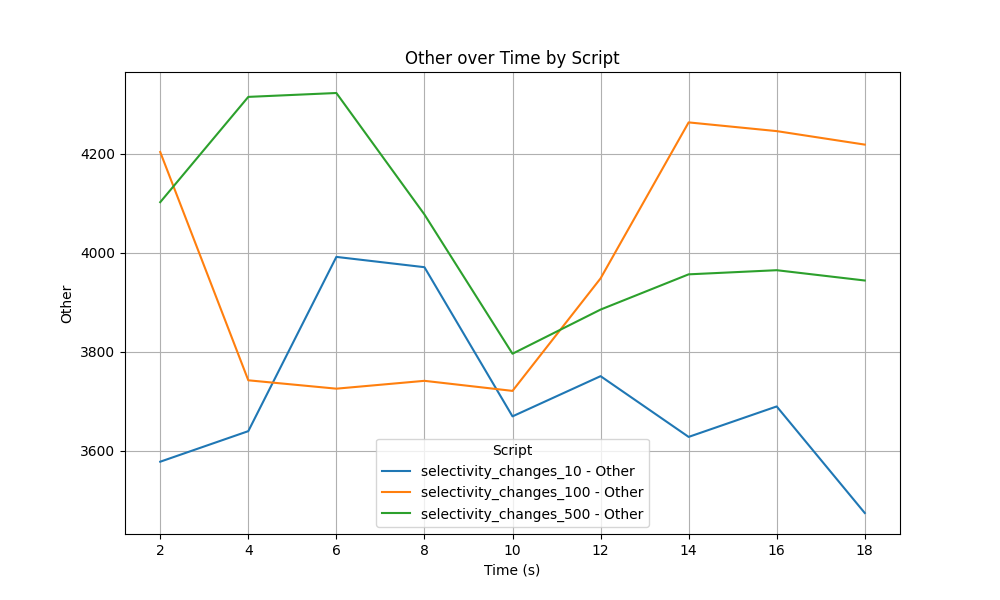 Other over Time by Script
Other
4200
4000
3800
3600
Script
selectivity_changes_10 - Other
selectivity_changes_100 - Other
selectivity_changes_500 - Other
2 4 6 8 10 12 14 16 18
Time (s)